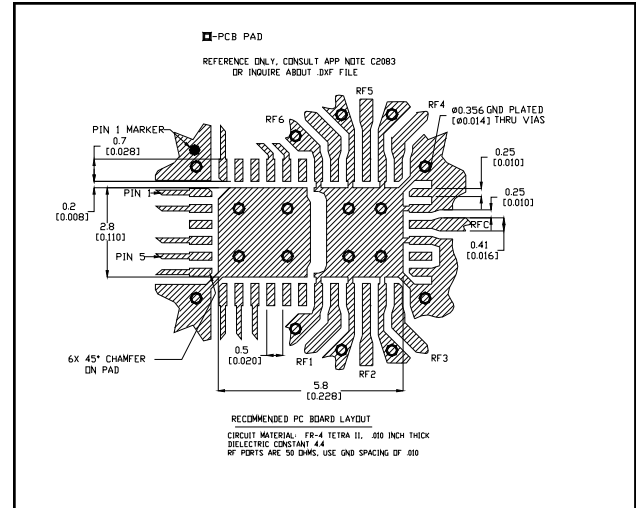 -PCB PAD
REFERENCE ONLY, CONSULT APP NOTE C2083
OR INQUIRE ABOUT .DXF FILE
RF5
RF6
RF4
Ø0.356 GND PLATED
[Ø0.014] THRU VIAS
PIN 1 MARKER
0.7
[0.028]
0.25
[0.010]
PIN 1
0.2
[0.008]
0.25
[0.010]
2.8
[0.110]
RFC
0.41
[0.016]
PIN 5
6X 45° CHAMFER
ON PAD
0.5
[0.020]
RF1
RF2
RF3
5.8
[0.228]
RECOMMENDED PC BOARD LAYOUT
CIRCUIT MATERIAL: FR-4 TETRA II, .010 INCH THICK
DIELECTRIC CONSTANT 4.4
RF PORTS ARE 50 OHMS, USE GND SPACING OF .010